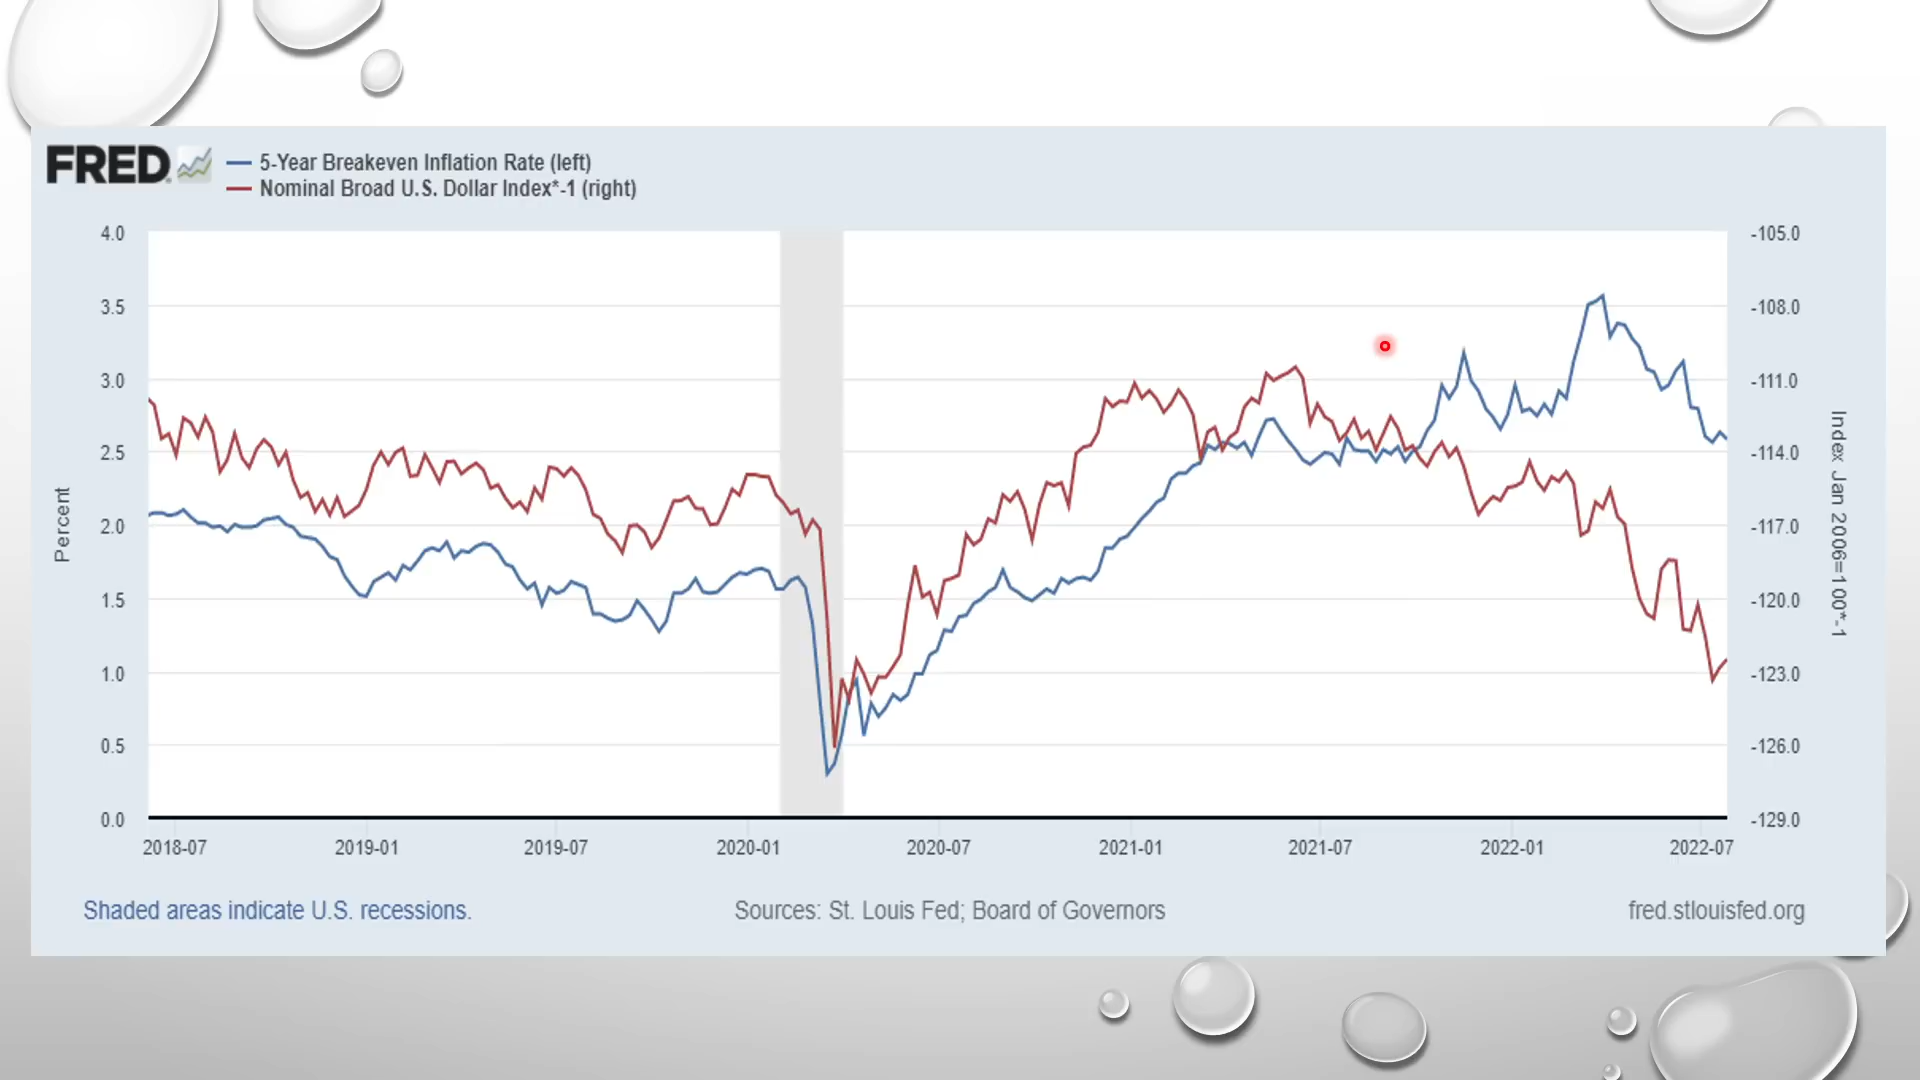 FRED
5-Year Breakeven Inflation Rate (left)
Nominal Broad U.S. Dollar Index*-1 (right)
4.0
3.5
3.0
2.5
2.0
1.5
1.0
0.5
0.0
Percent
-105.0
-108.0
-111.0
-114.0
-117.0
-120.0
-123.0
-126.0
-129.0
Index Jan 2006=100*-1
2018-07 2019-01 2019-07 2020-01 2020-07 2021-01 2021-07 2022-01 2022-07
Shaded areas indicate U.S. recessions. Sources: St. Louis Fed; Board of Governors fred.stlouisfed.org